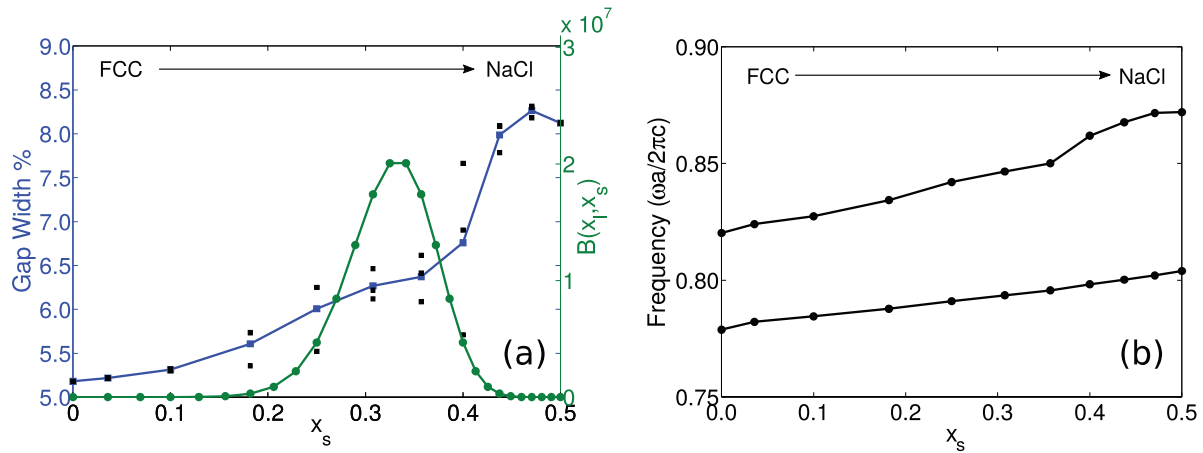 x 10⁷
9.0
8.5
8.0
7.5
7.0
6.5
6.0
5.5
5.0
Gap Width %
FCC
NaCl
3
2
1
0
B(x_l,x_s)
(a)
0
0.1
0.2
0.3
0.4
0.5
x_s
0.90
0.85
0.80
0.75
Frequency (ωa/2πc)
FCC
NaCl
(b)
0.0
0.1
0.2
0.3
0.4
0.5
x_s